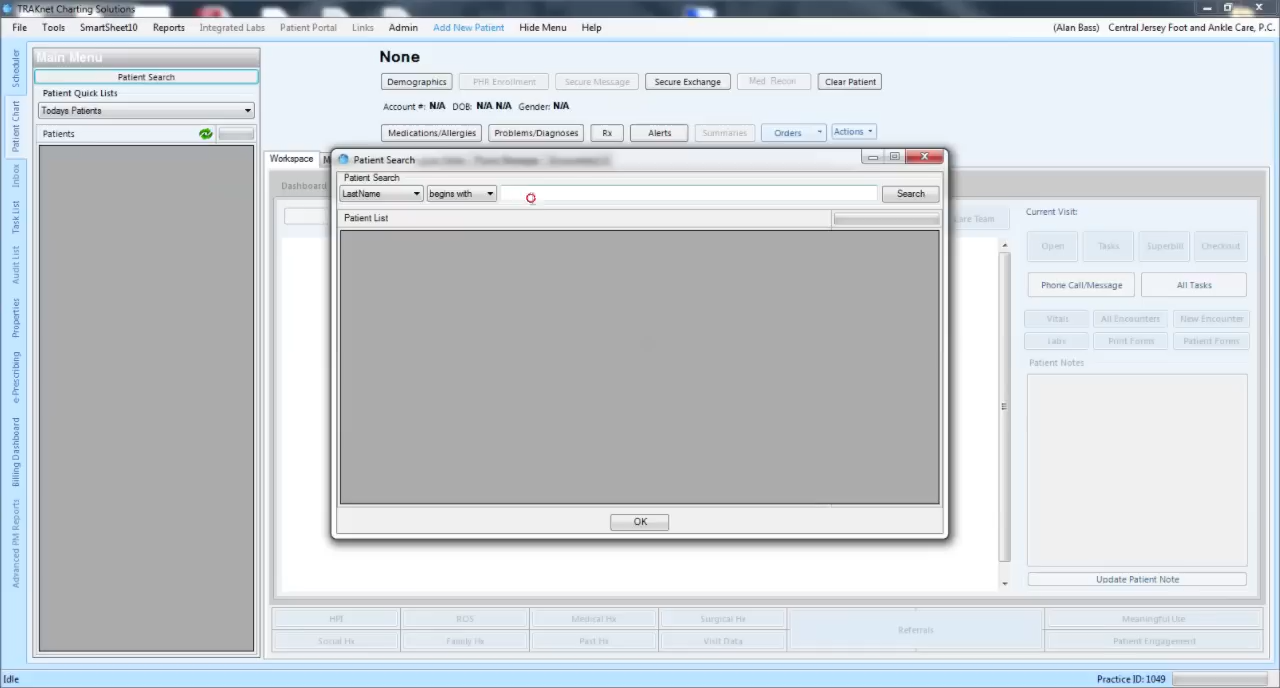 TRAKnet Charting Solutions
File Tools SmartSheet10 Reports Integrated Labs Patient Portal Links Admin Add New Patient Hide Menu Help (Alan Bass) Central Jersey Foot and Ankle Care, P.C.
Scheduler
Patient Chart
Inbox
Task List
Audit List
Properties
e-Prescribing
Billing Dashboard
Advanced PM Reports
Main Menu
Patient Search
Patient Quick Lists
Todays Patients
Patients
None
Demographics PHR Enrollment Secure Message Secure Exchange Med Recon Clear Patient
Account #: N/A DOB: N/A N/A Gender: N/A
Medications/Allergies Problems/Diagnoses Rx Alerts Summaries Orders Actions
Workspace M
Dashboard
Patient Search
Patient Search
LastName begins with Search
Patient List
OK
Care Team
Current Visit:
Open Tasks Superbill Checkout
Phone Call/Message All Tasks
Vitals All Encounters New Encounter
Labs Print Forms Patient Forms
Patient Notes
Update Patient Note
HPI ROS Medical Hx Surgical Hx Referrals Meaningful Use
Social Hx Family Hx Past Hx Visit Data Patient Engagement
Idle Practice ID: 1049